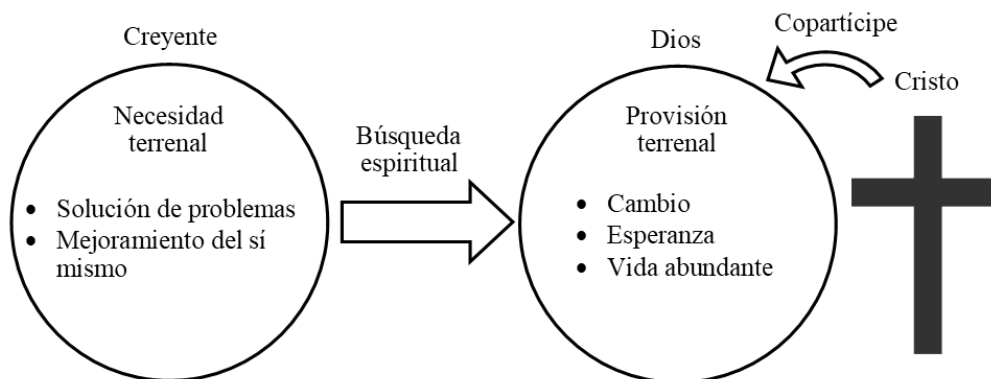 Creyente
Necesidad
terrenal
• Solución de problemas
• Mejoramiento del sí
mismo
Búsqueda
espiritual
Dios
Provisión
terrenal
• Cambio
• Esperanza
• Vida abundante
Copartícipe
Cristo